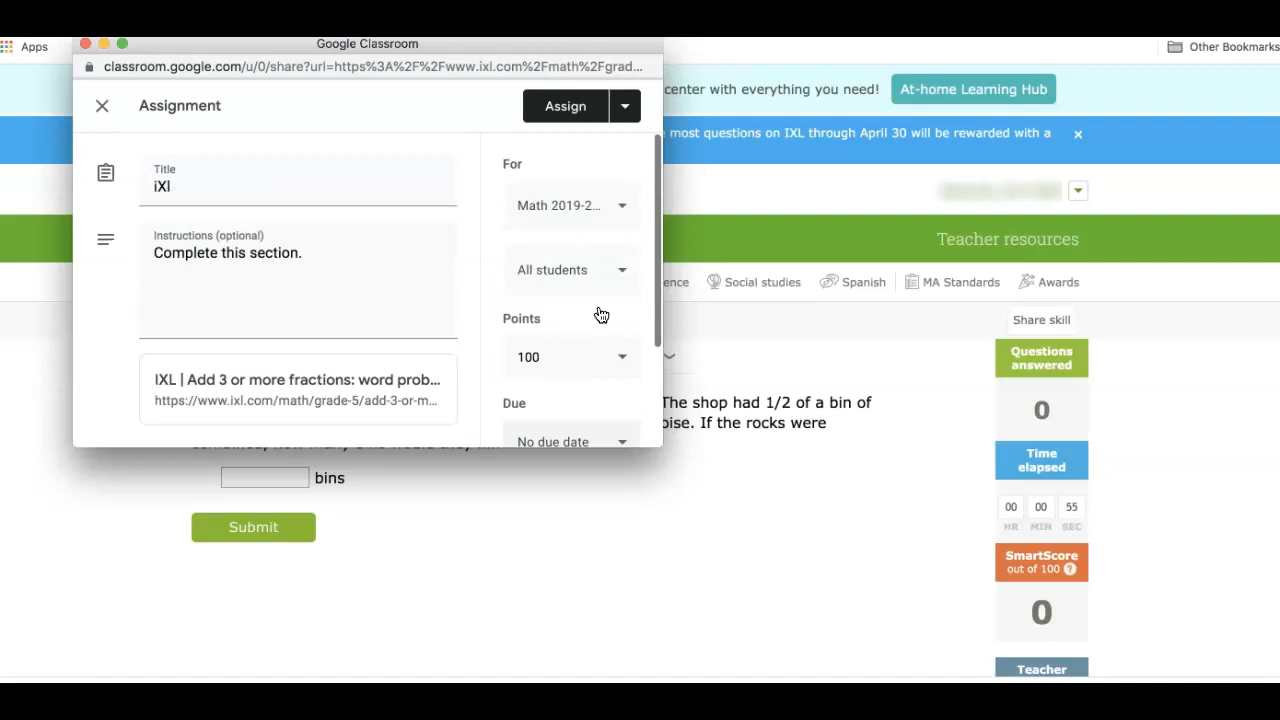 Apps
Google Classroom
Other Bookmarks
classroom.google.com/u/0/share?url=https%3A%2F%2Fwww.ixl.com%2Fmath%2Fgrad...
center with everything you need!
At-home Learning Hub
Assignment
Assign
most questions on IXL through April 30 will be rewarded with a
Title
iXl
For
Math 2019-2...
Instructions (optional)
Complete this section.
Teacher resources
All students
ence
Social studies
Spanish
MA Standards
Awards
Points
Share skill
100
Questions
answered
IXL | Add 3 or more fractions: word prob...
https://www.ixl.com/math/grade-5/add-3-or-m...
Due
The shop had 1/2 of a bin of
0
If the rocks were
No due date
Time
elapsed
bins
00
00
55
HR
MIN
SEC
Submit
SmartScore
out of 100 ?
0
Teacher